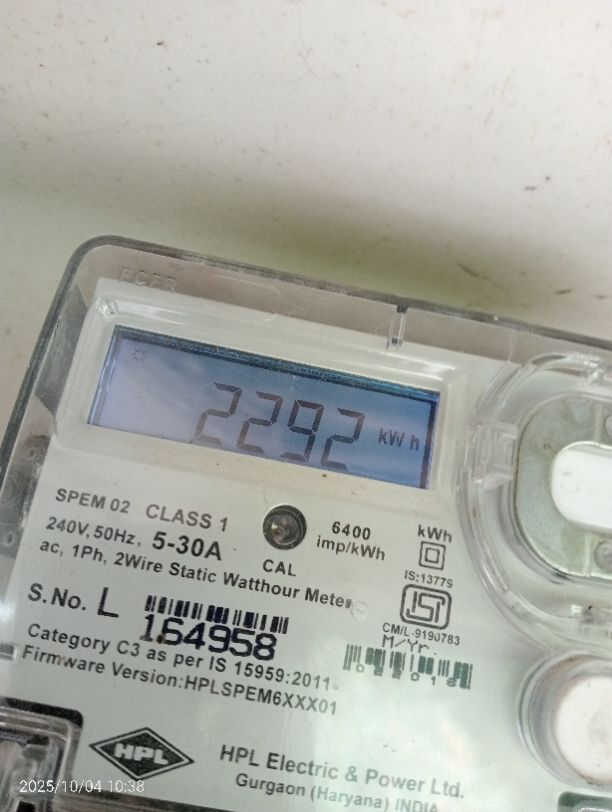 2292 kWh
SPEM 02 CLASS 1
240V, 50Hz, 5-30A
ac, 1Ph, 2Wire Static Watthour Meter
CAL
6400
imp/kWh
kWh
IS:13779
ISI
CM/L-9190783
M/Yr.
S.No. L 164958
Category C3 as per IS 15959:2011
Firmware Version:HPLSPEM6XXX01
HPL
HPL Electric & Power Ltd.
Gurgaon (Haryana) INDIA
2025/10/04 10:38